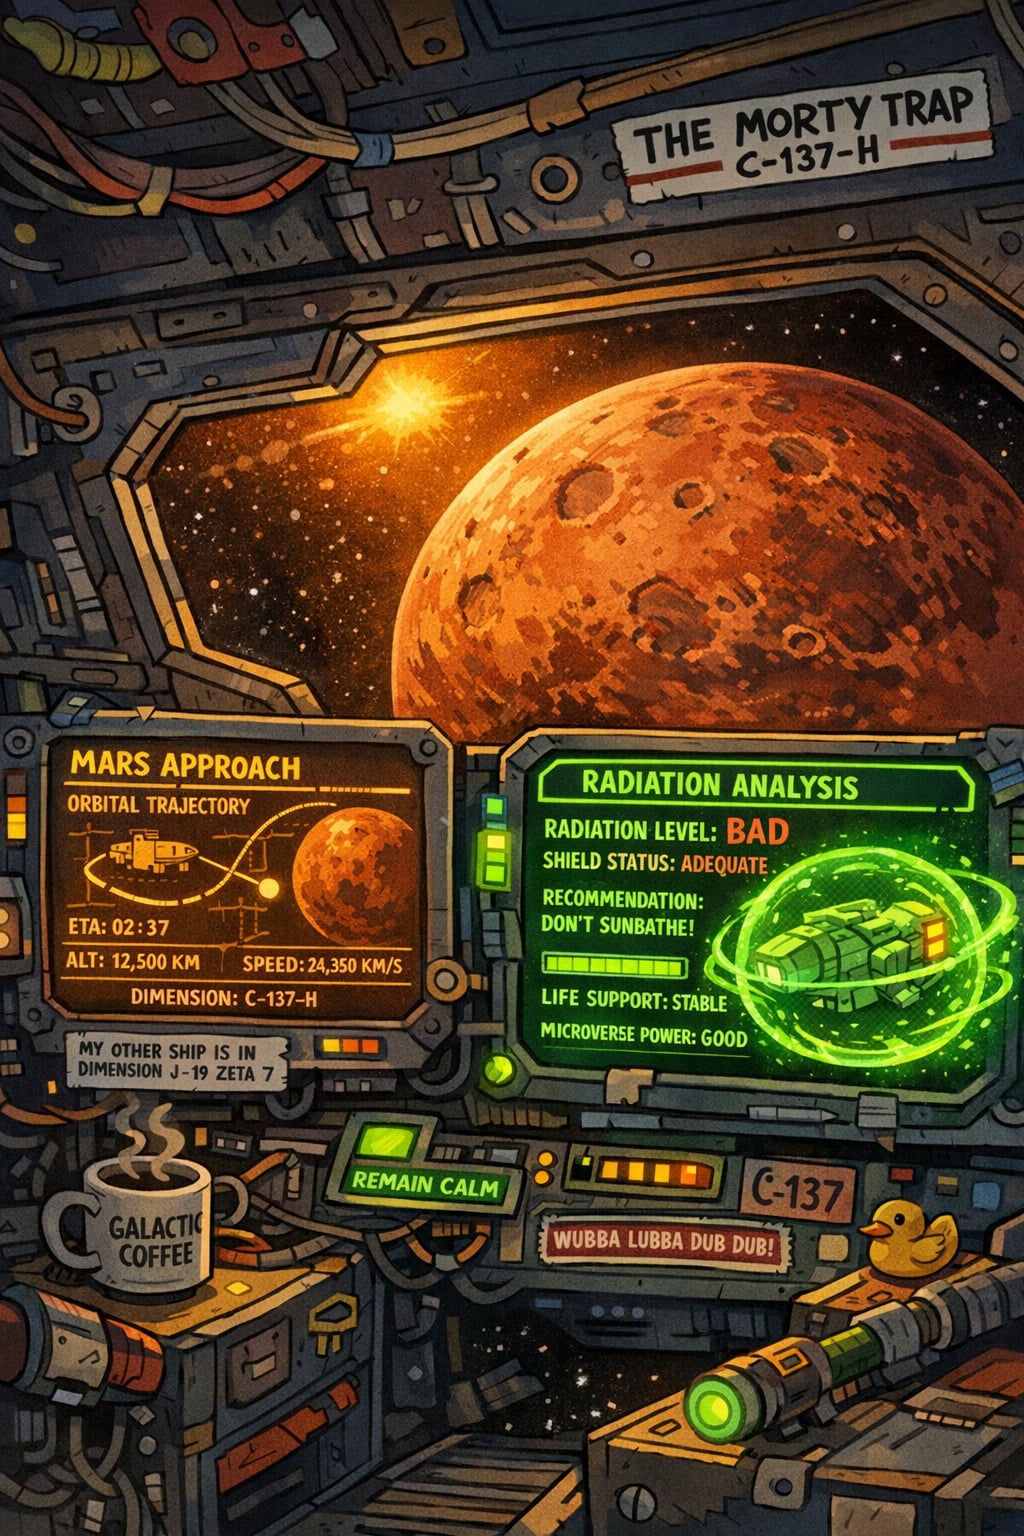 THE MORTY TRAP
C-137-H
MARS APPROACH
ORBITAL TRAJECTORY
ETA: 02:37
ALT: 12,500 KM
SPEED: 24,350 KM/S
DIMENSION: C-137-H
RADIATION ANALYSIS
RADIATION LEVEL: BAD
SHIELD STATUS: ADEQUATE
RECOMMENDATION:
DON'T SUNBATHE!
LIFE SUPPORT: STABLE
MICROVERSE POWER: GOOD
MY OTHER SHIP IS IN
DIMENSION J-19 ZETA 7
REMAIN CALM
C-137
WUBBA LUBBA DUB DUB!
GALACTIC
COFFEE